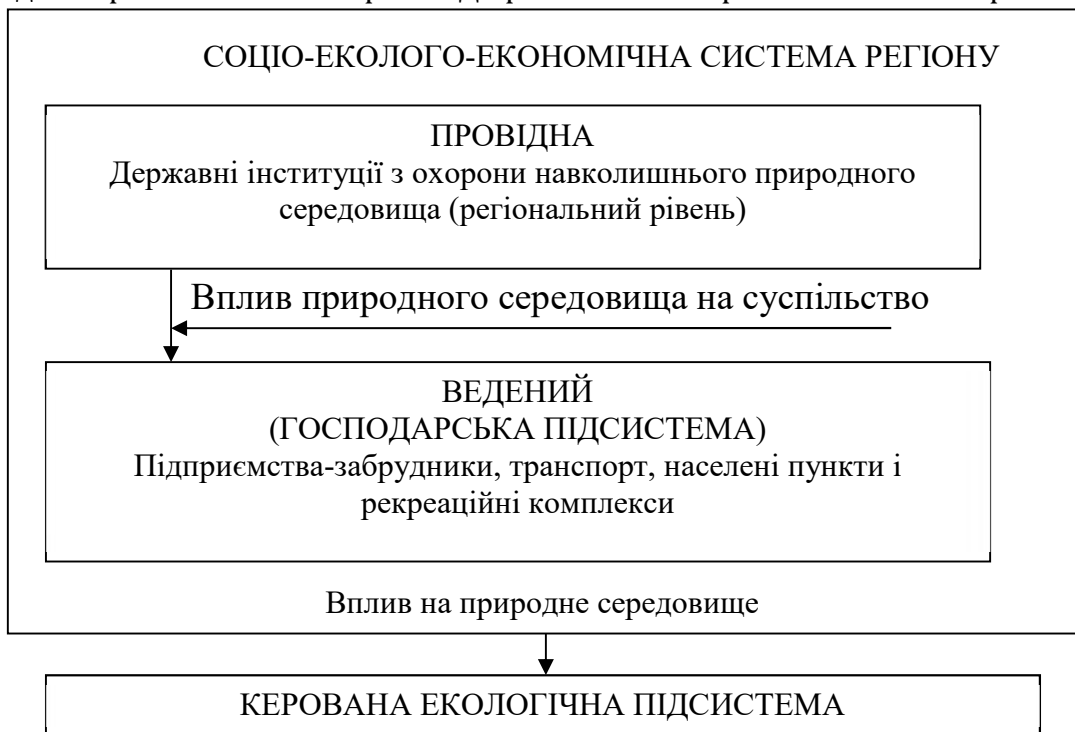 СОЦІО-ЕКОЛОГО-ЕКОНОМІЧНА СИСТЕМА РЕГІОНУ
ПРОВІДНА
Державні інституції з охорони навколишнього природного
середовища (регіональний рівень)
Вплив природного середовища на суспільство
ВЕДЕНИЙ
(ГОСПОДАРСЬКА ПІДСИСТЕМА)
Підприємства-забрудники, транспорт, населені пункти і
рекреаційні комплекси
Вплив на природне середовище
КЕРОВАНА ЕКОЛОГІЧНА ПІДСИСТЕМА